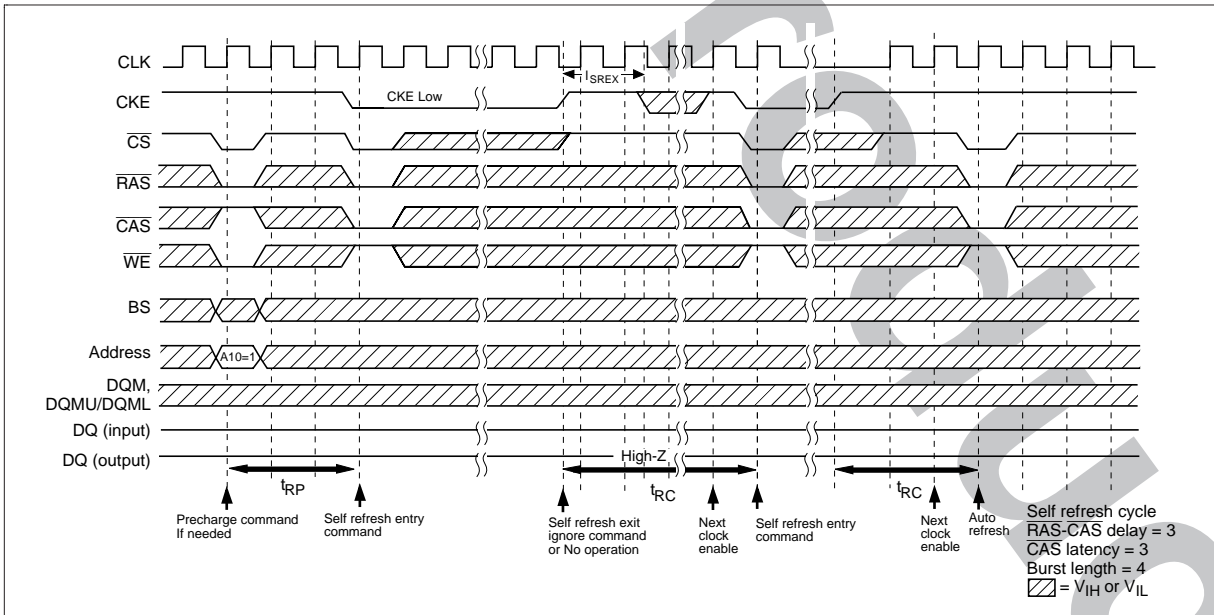 CLK
lSREX
CKE
CKE Low
CS
RAS
CAS
WE
BS
Address
A10=1
DQM,
DQMU/DQML
DQ (input)
DQ (output)
High-Z
tRP
tRC
tRC
Precharge command
If needed
Self refresh entry
command
Self refresh exit
ignore command
or No operation
Next
clock
enable
Self refresh entry
command
Next
clock
enable
Auto
refresh
Self refresh cycle
RAS-CAS delay = 3
CAS latency = 3
Burst length = 4
= VIH or VIL